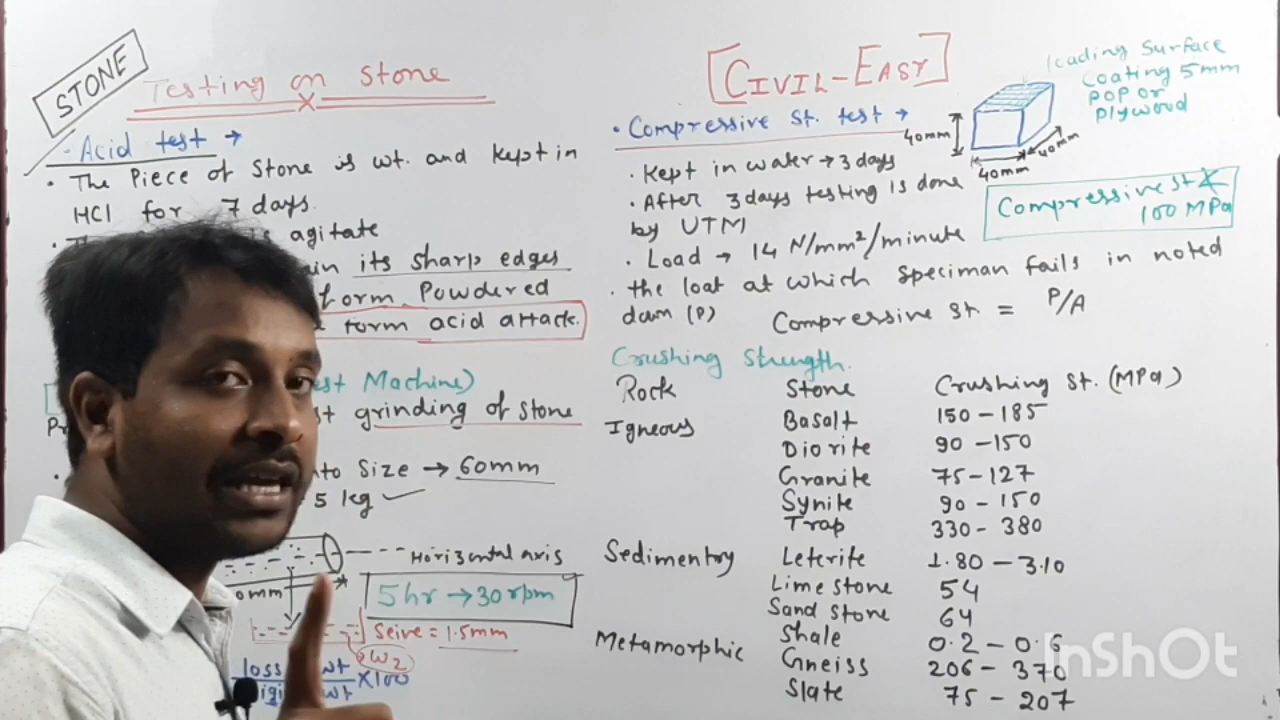 STONE
Testing on Stone
Acid test →
• The Piece of Stone is wt. and kept in
HCl for 7 days.
agitate
its sharp edges
form Powdered
form acid attack.
Machine)
grinding of stone
Size → 60mm
5 kg
Horizontal axis
5hr → 30 rpm
Seive = 1.5mm
W2
loss wt
wt ×100
CIVIL-EASY
loading Surface
Coating 5mm
POP or
Plywood
40mm
40mm
40mm
• Compressive St. test →
• Kept in water → 3 days
• After 3 days testing is done
by UTM
• Load → 14 N/mm²/minute
• the loat at which speciman fails in noted
dawn (P)
Compressive St. = P/A
Compressive St
100 MPa
Crushing Strength.
Rock Stone Crushing St. (MPa)
Igneous Basalt 150 – 185
Diorite 90 – 150
Granite 75 – 127
Synite 90 – 150
Trap 330 – 380
Sedimentry Leterite 1.80 – 3.10
Lime stone 54
Sand stone 64
Shale 0.2 – 0.6
Metamorphic Gneiss 206 – 370
Slate 75 – 207
InShOt